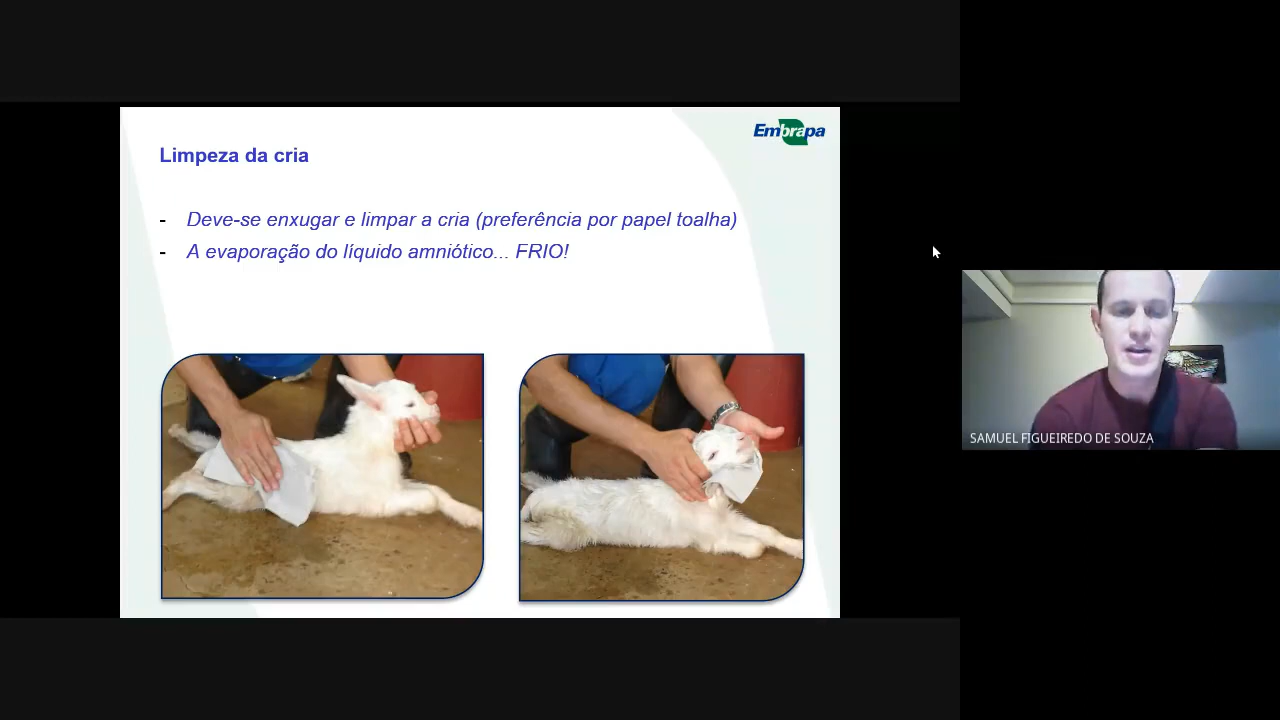 Embrapa
Limpeza da cria
- Deve-se enxugar e limpar a cria (preferência por papel toalha)
- A evaporação do líquido amniótico... FRIO!
SAMUEL FIGUEIREDO DE SOUZA